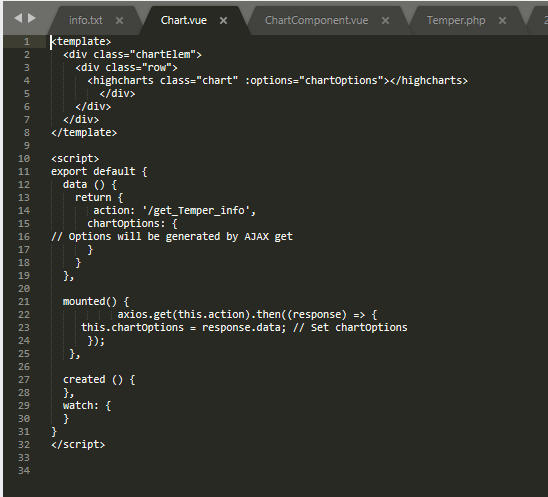 info.txt × Chart.vue × ChartComponent.vue × Temper.php × 2
1 <template>
2 <div class="chartElem">
3 <div class="row">
4 <highcharts class="chart" :options="chartOptions"></highcharts>
5 </div>
6 </div>
7 </div>
8 </template>
9
10 <script>
11 export default {
12 data () {
13 return {
14 action: '/get_Temper_info',
15 chartOptions: {
16 // Options will be generated by AJAX get
17 }
18 }
19 },
20
21 mounted() {
22 axios.get(this.action).then((response) => {
23 this.chartOptions = response.data; // Set chartOptions
24 });
25 },
26
27 created () {
28 },
29 watch: {
30 }
31 }
32 </script>
33
34